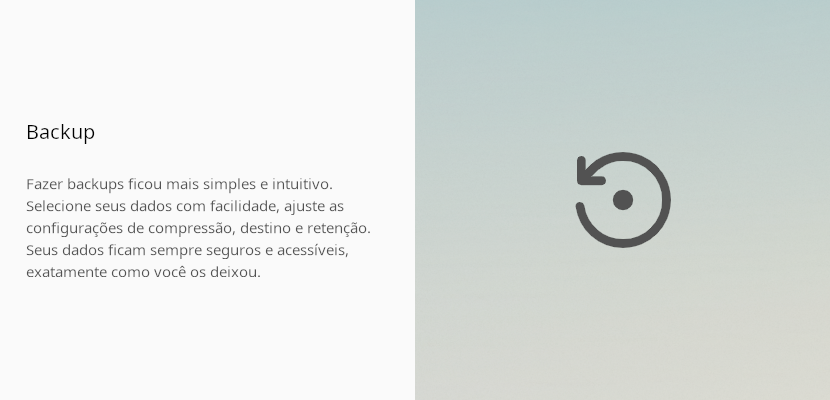 Backup
Fazer backups ficou mais simples e intuitivo.
Selecione seus dados com facilidade, ajuste as
configurações de compressão, destino e retenção.
Seus dados ficam sempre seguros e acessíveis,
exatamente como você os deixou.